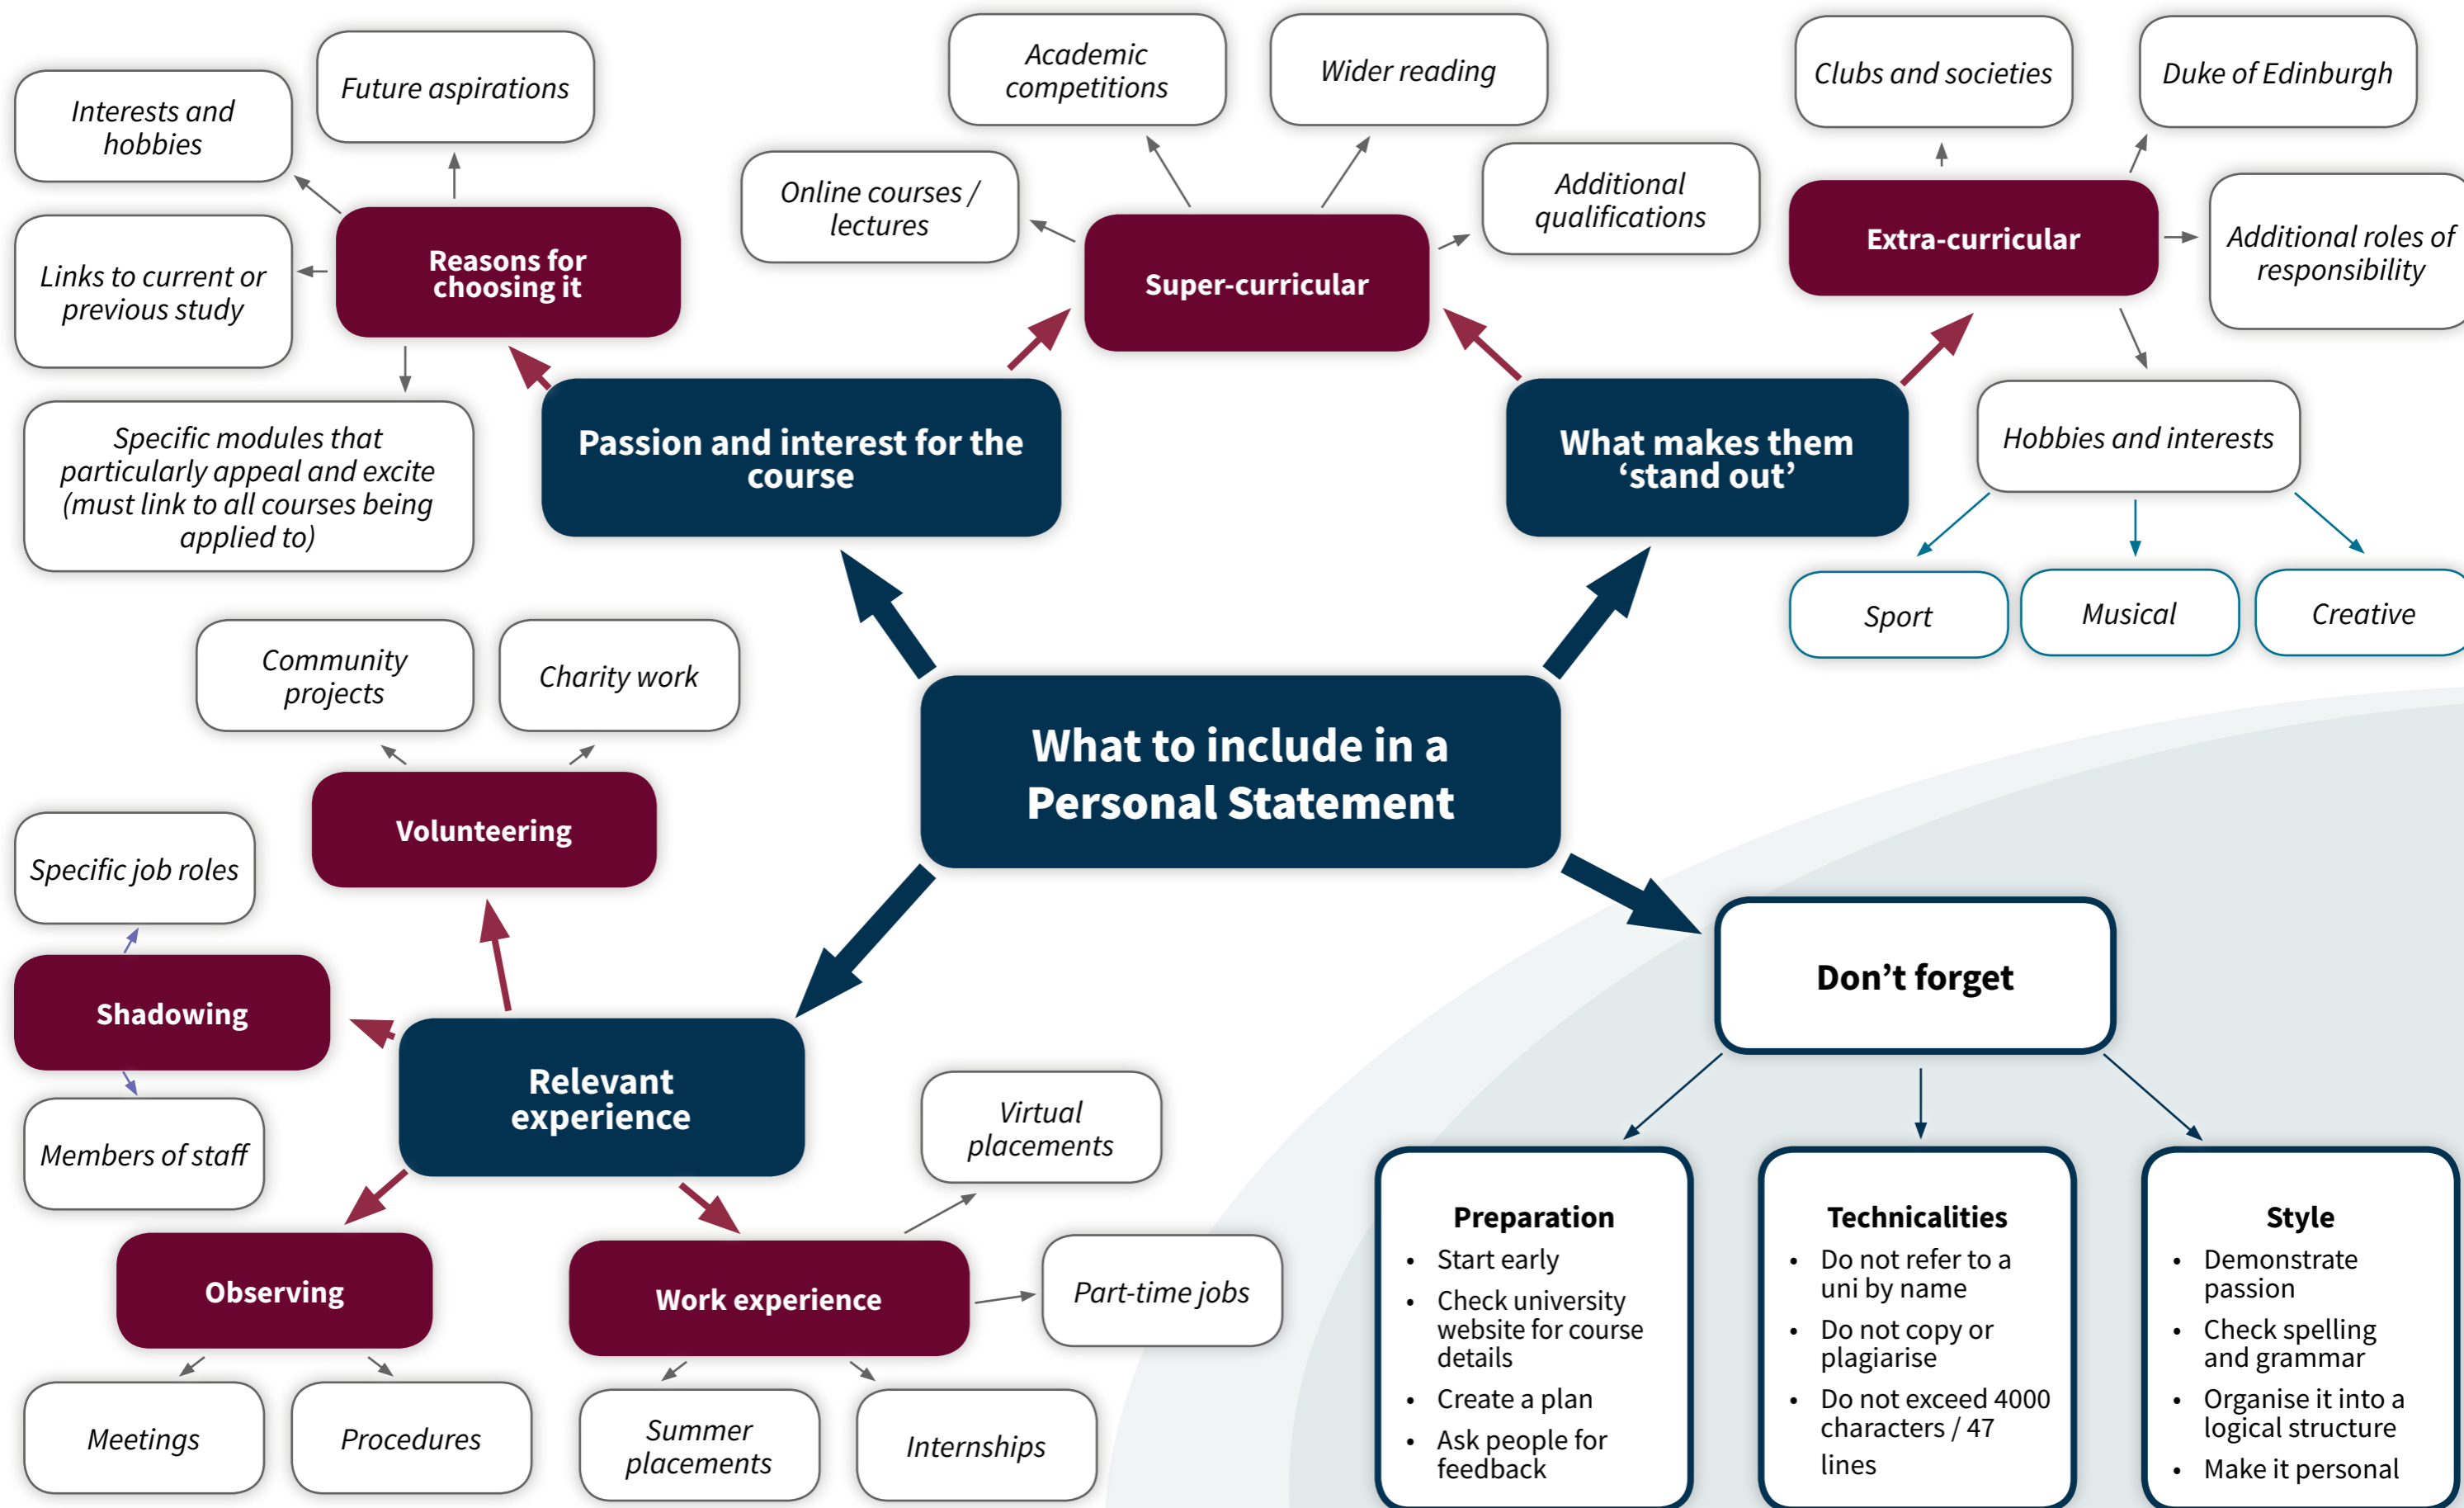 Future aspirations
Interests and
hobbies
Links to current or
previous study
Reasons for
choosing it
Specific modules that
particularly appeal and excite
(must link to all courses being
applied to)
Academic
competitions
Wider reading
Online courses /
lectures
Additional
qualifications
Super-curricular
Clubs and societies
Duke of Edinburgh
Extra-curricular
Additional roles of
responsibility
Hobbies and interests
Sport
Musical
Creative
Passion and interest for the
course
What makes them
‘stand out’
What to include in a
Personal Statement
Community
projects
Charity work
Volunteering
Specific job roles
Shadowing
Members of staff
Relevant
experience
Observing
Meetings
Procedures
Work experience
Virtual
placements
Part-time jobs
Summer
placements
Internships
Don’t forget
Preparation
• Start early
• Check university
website for course
details
• Create a plan
• Ask people for
feedback
Technicalities
• Do not refer to a
uni by name
• Do not copy or
plagiarise
• Do not exceed 4000
characters / 47
lines
Style
• Demonstrate
passion
• Check spelling
and grammar
• Organise it into a
logical structure
• Make it personal